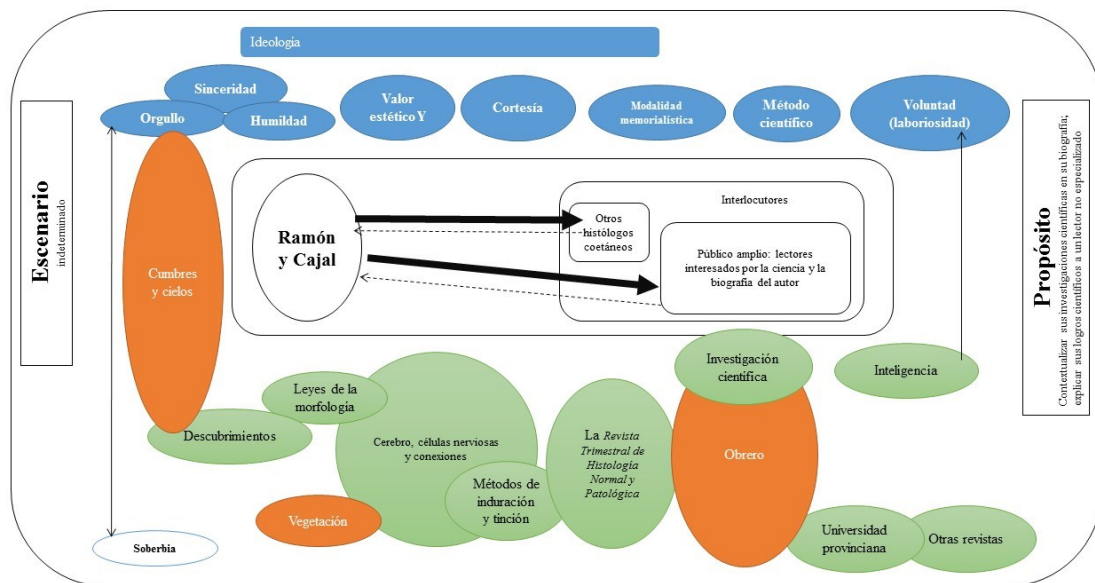 Ideología
Sinceridad
Orgullo
Humildad
Valor
estético Y
Cortesía
Modalidad
memorialística
Método
científico
Voluntad
(laboriosidad)
Escenario
indeterminado
Cumbres
y cielos
Ramón
y Cajal
Interlocutores
Otros
histólogos
coetáneos
Público amplio: lectores
interesados por la ciencia y la
biografía del autor
Propósito
Contextualizar sus investigaciones científicas en su biografía;
explicar sus logros científicos a un lector no especializado
Investigación
científica
Inteligencia
Leyes de la
morfología
Descubrimientos
Cerebro, células nerviosas
y conexiones
La Revista
Trimestral de
Histología
Normal y
Patológica
Obrero
Métodos de
induración
y tinción
Vegetación
Universidad
provinciana
Otras revistas
Soberbia